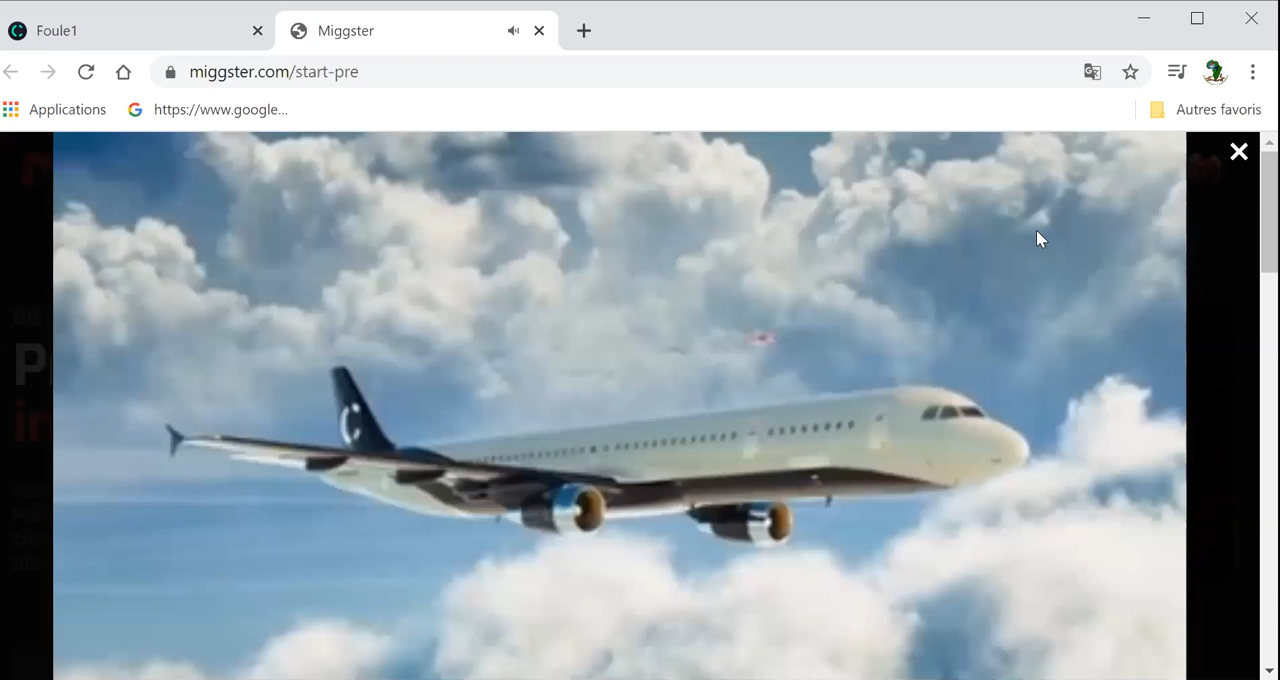 Foule1
Miggster
miggster.com/start-pre
Applications
https://www.google...
Autres favoris
C